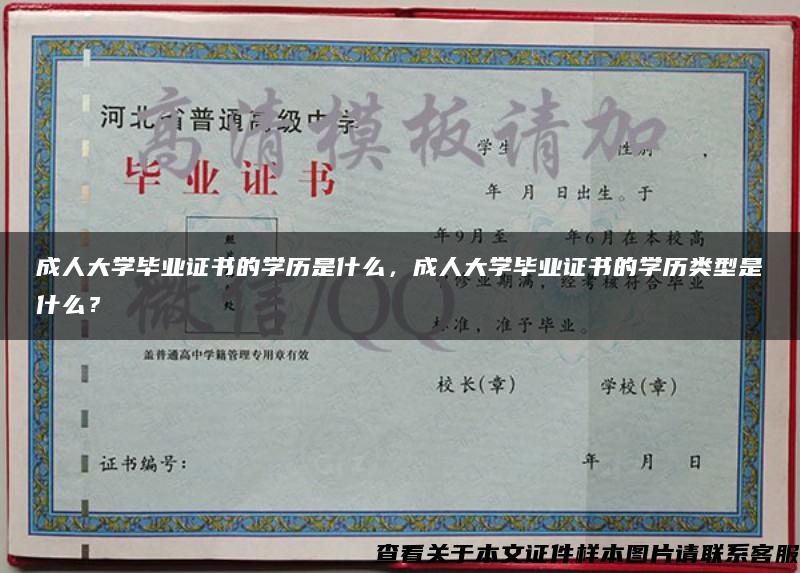 河北省普通高级中学
毕业证书
高清模板请加
微信/QQ
学生 性别 ，
年 月 日出生。于
年9月至 年6月在本校高
修业期满，经考核符合毕业
标准，准予毕业。
成人大学毕业证书的学历是什么，成人大学毕业证书的学历类型是
什么？
盖普通高中学籍管理专用章有效
校长(章) 学校(章)
证书编号：
年 月 日
查看关于本文证件样本图片请联系客服